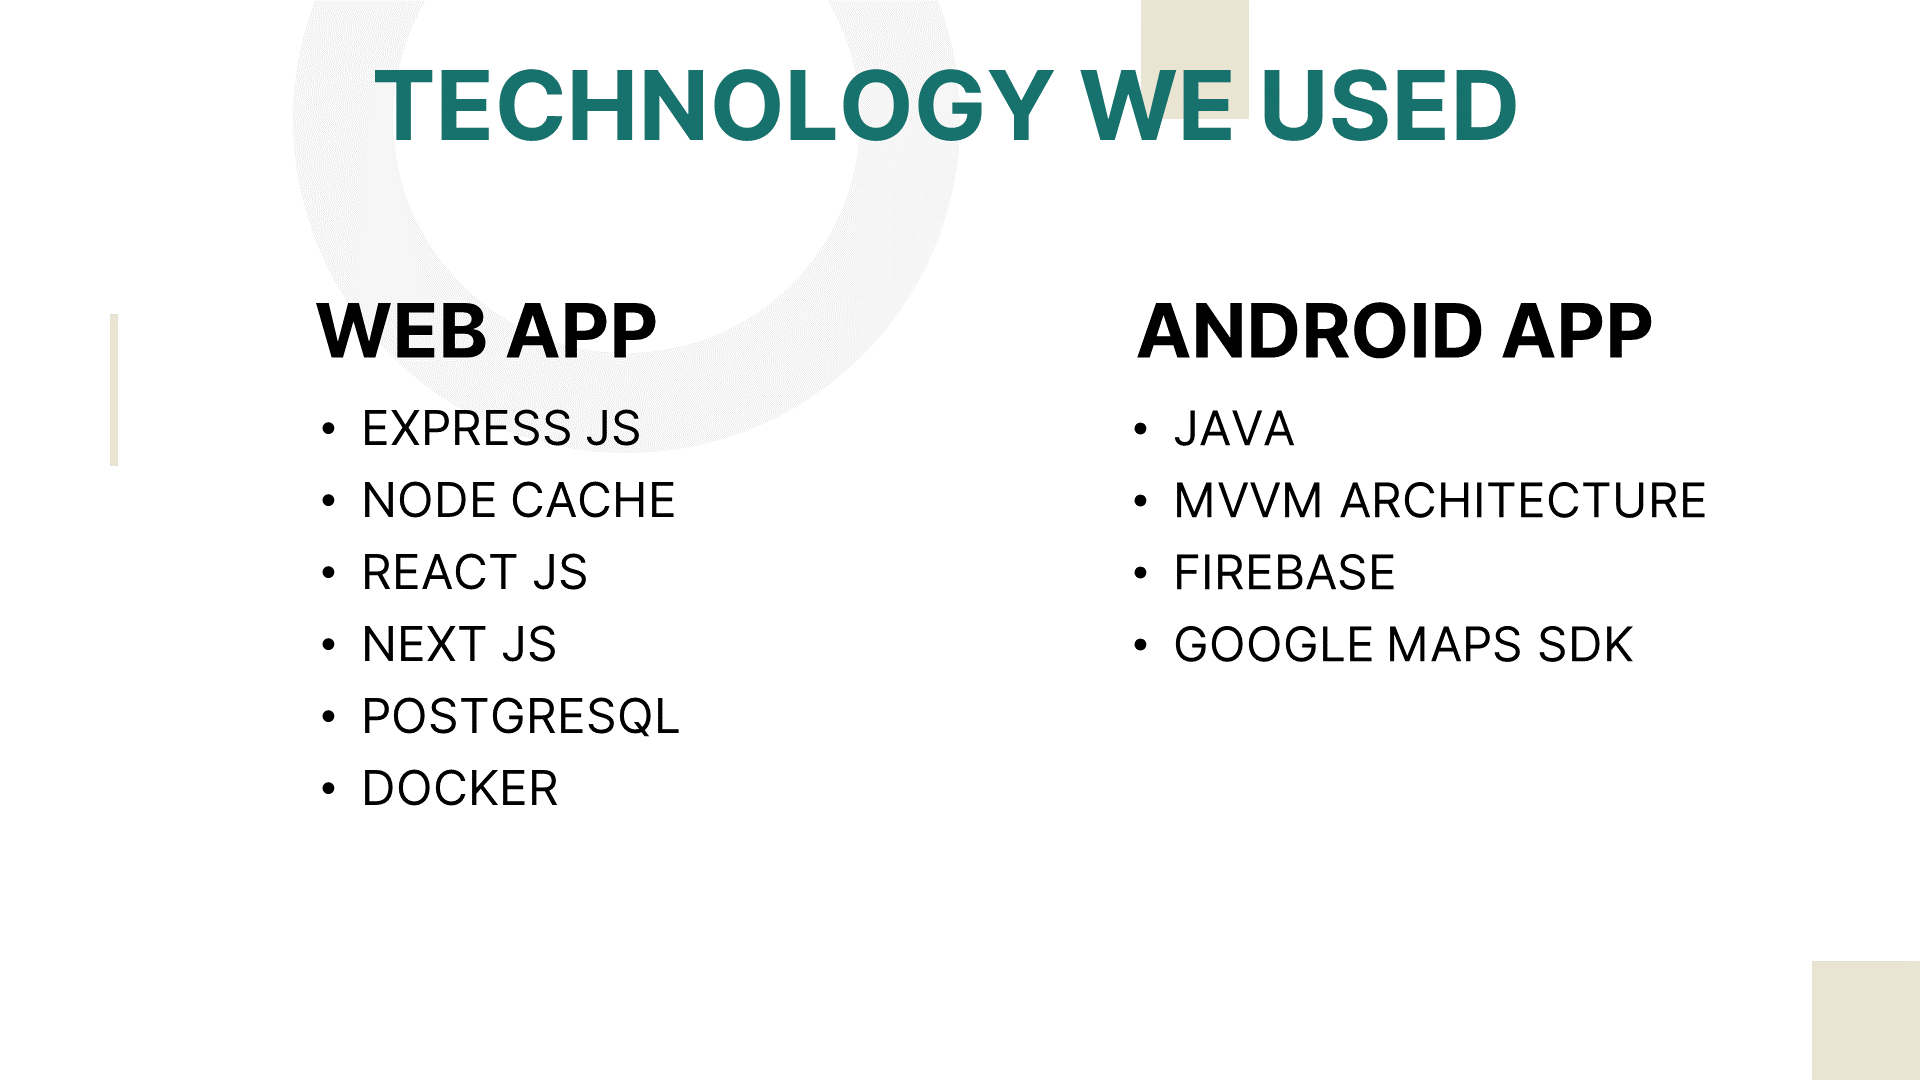 TECHNOLOGY WE USED
WEB APP
• EXPRESS JS
• NODE CACHE
• REACT JS
• NEXT JS
• POSTGRESQL
• DOCKER
ANDROID APP
• JAVA
• MVVM ARCHITECTURE
• FIREBASE
• GOOGLE MAPS SDK